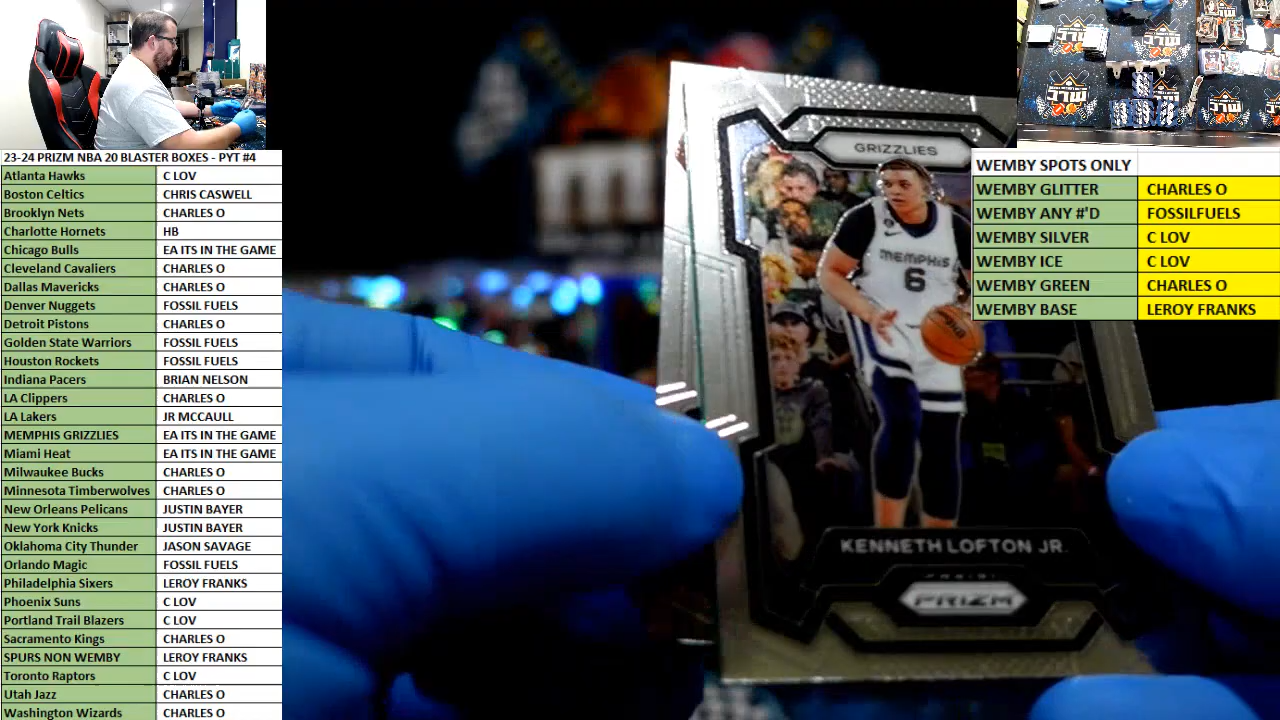 23-24 PRIZM NBA 20 BLASTER BOXES - PYT #4
Atlanta Hawks C LOV
Boston Celtics CHRIS CASWELL
Brooklyn Nets CHARLES O
Charlotte Hornets HB
Chicago Bulls EA ITS IN THE GAME
Cleveland Cavaliers CHARLES O
Dallas Mavericks CHARLES O
Denver Nuggets FOSSIL FUELS
Detroit Pistons CHARLES O
Golden State Warriors FOSSIL FUELS
Houston Rockets FOSSIL FUELS
Indiana Pacers BRIAN NELSON
LA Clippers CHARLES O
LA Lakers JR MCCAULL
MEMPHIS GRIZZLIES EA ITS IN THE GAME
Miami Heat EA ITS IN THE GAME
Milwaukee Bucks CHARLES O
Minnesota Timberwolves CHARLES O
New Orleans Pelicans JUSTIN BAYER
New York Knicks JUSTIN BAYER
Oklahoma City Thunder JASON SAVAGE
Orlando Magic FOSSIL FUELS
Philadelphia Sixers LEROY FRANKS
Phoenix Suns C LOV
Portland Trail Blazers C LOV
Sacramento Kings CHARLES O
SPURS NON WEMBY LEROY FRANKS
Toronto Raptors C LOV
Utah Jazz CHARLES O
Washington Wizards CHARLES O
GRIZZLIES
MEMPHIS
6
KENNETH LOFTON JR.
PRIZM
WEMBY SPOTS ONLY
WEMBY GLITTER CHARLES O
WEMBY ANY #'D FOSSILFUELS
WEMBY SILVER C LOV
WEMBY ICE C LOV
WEMBY GREEN CHARLES O
WEMBY BASE LEROY FRANKS